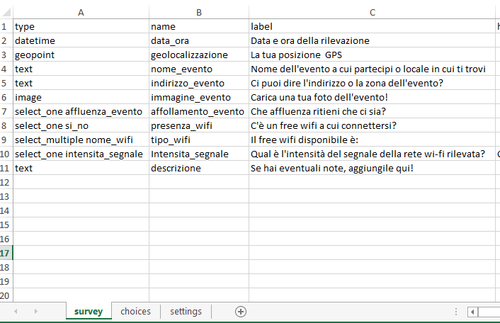 A B C
1 type name label
2 datetime data_ora Data e ora della rilevazione
3 geopoint geolocalizzazione La tua posizione  GPS
4 text nome_evento Nome dell'evento a cui partecipi o locale in cui ti trovi
5 text indirizzo_evento Ci puoi dire l'indirizzo o la zona dell'evento?
6 image immagine_evento Carica una tua foto dell'evento!
7 select_one affluenza_evento affollamento_evento Che affluenza ritieni che ci sia?
8 select_one si_no presenza_wifi C'è un free wifi a cui connettersi?
9 select_multiple nome_wifi tipo_wifi Il free wifi disponibile è:
10 select_one intensita_segnale Intensita_segnale Qual è l'intensità del segnale della rete wi-fi rilevata?
11 text descrizione Se hai eventuali note, aggiungile qui!
12
13
14
15
16
17
18
19
20
survey choices settings